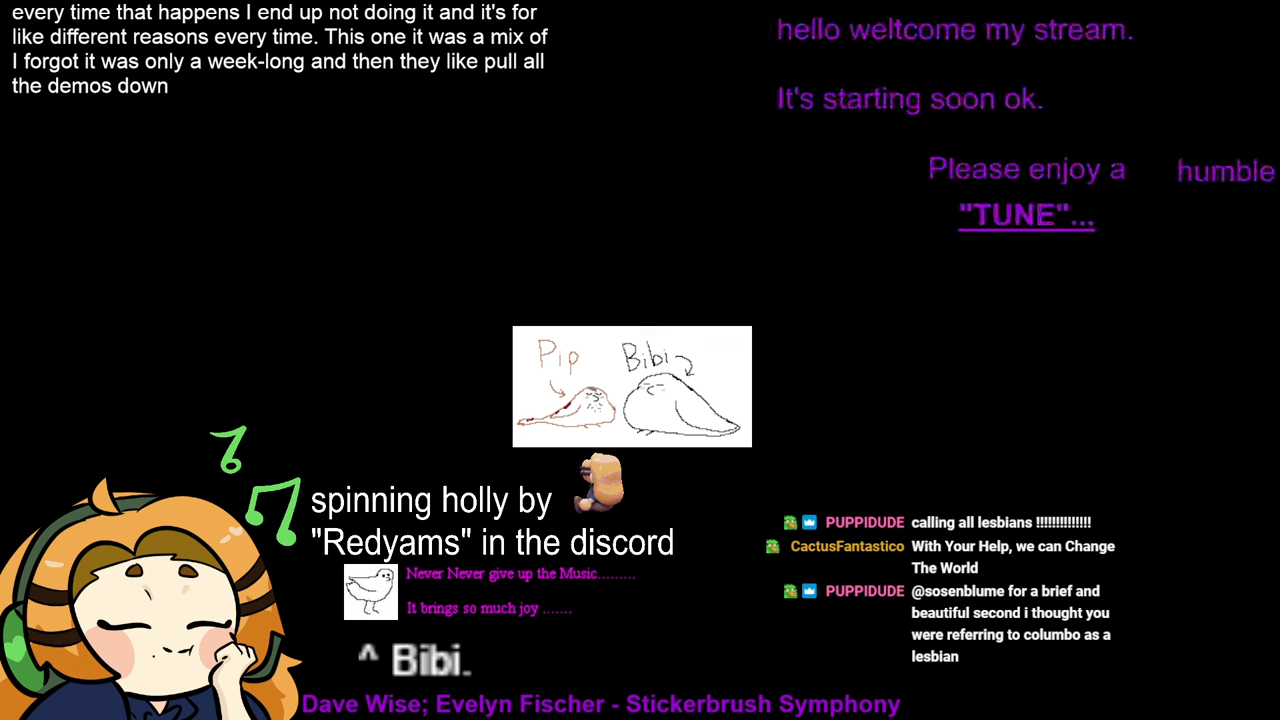 every time that happens I end up not doing it and it's for
like different reasons every time. This one it was a mix of
I forgot it was only a week-long and then they like pull all
the demos down
hello weltcome my stream.
It's starting soon ok.
Please enjoy a humble
"TUNE"...
Pip Bibi
spinning holly by
"Redyams" in the discord
Never Never give up the Music.........
It brings so much joy .......
^ Bibi.
PUPPIDUDE calling all lesbians !!!!!!!!!!!!!!
CactusFantastico With Your Help, we can Change
The World
PUPPIDUDE @sosenblume for a brief and
beautiful second i thought you
were referring to columbo as a
lesbian
Dave Wise; Evelyn Fischer - Stickerbrush Symphony